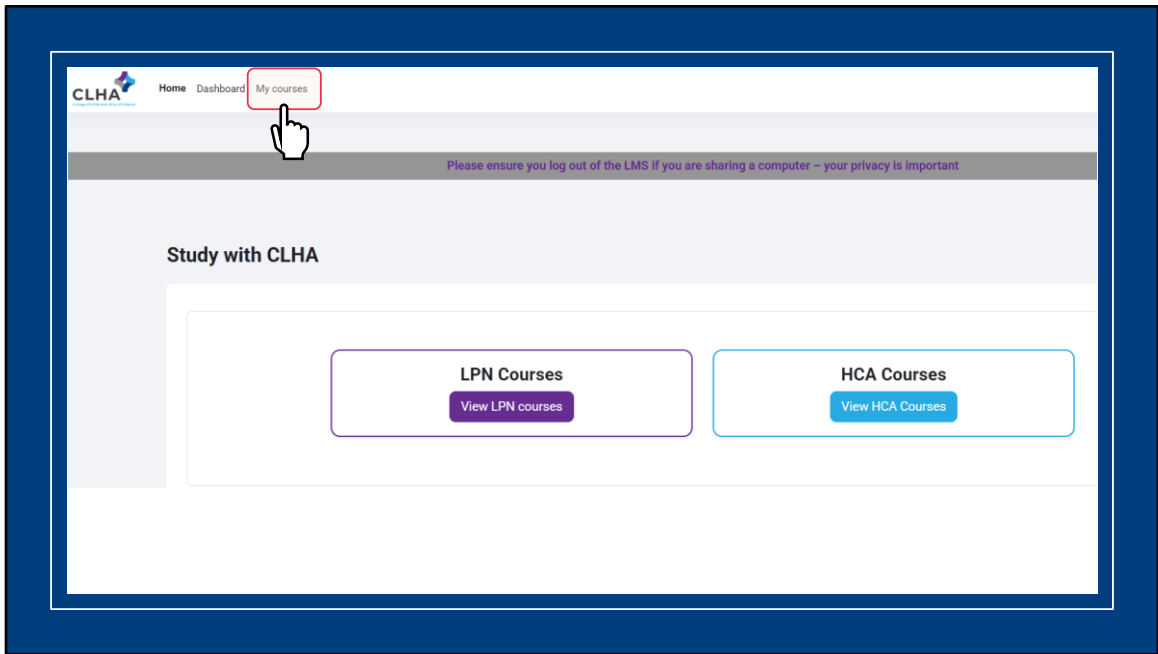 CLHA
Home Dashboard My courses
Please ensure you log out of the LMS if you are sharing a computer – your privacy is important
Study with CLHA
LPN Courses
View LPN courses
HCA Courses
View HCA Courses